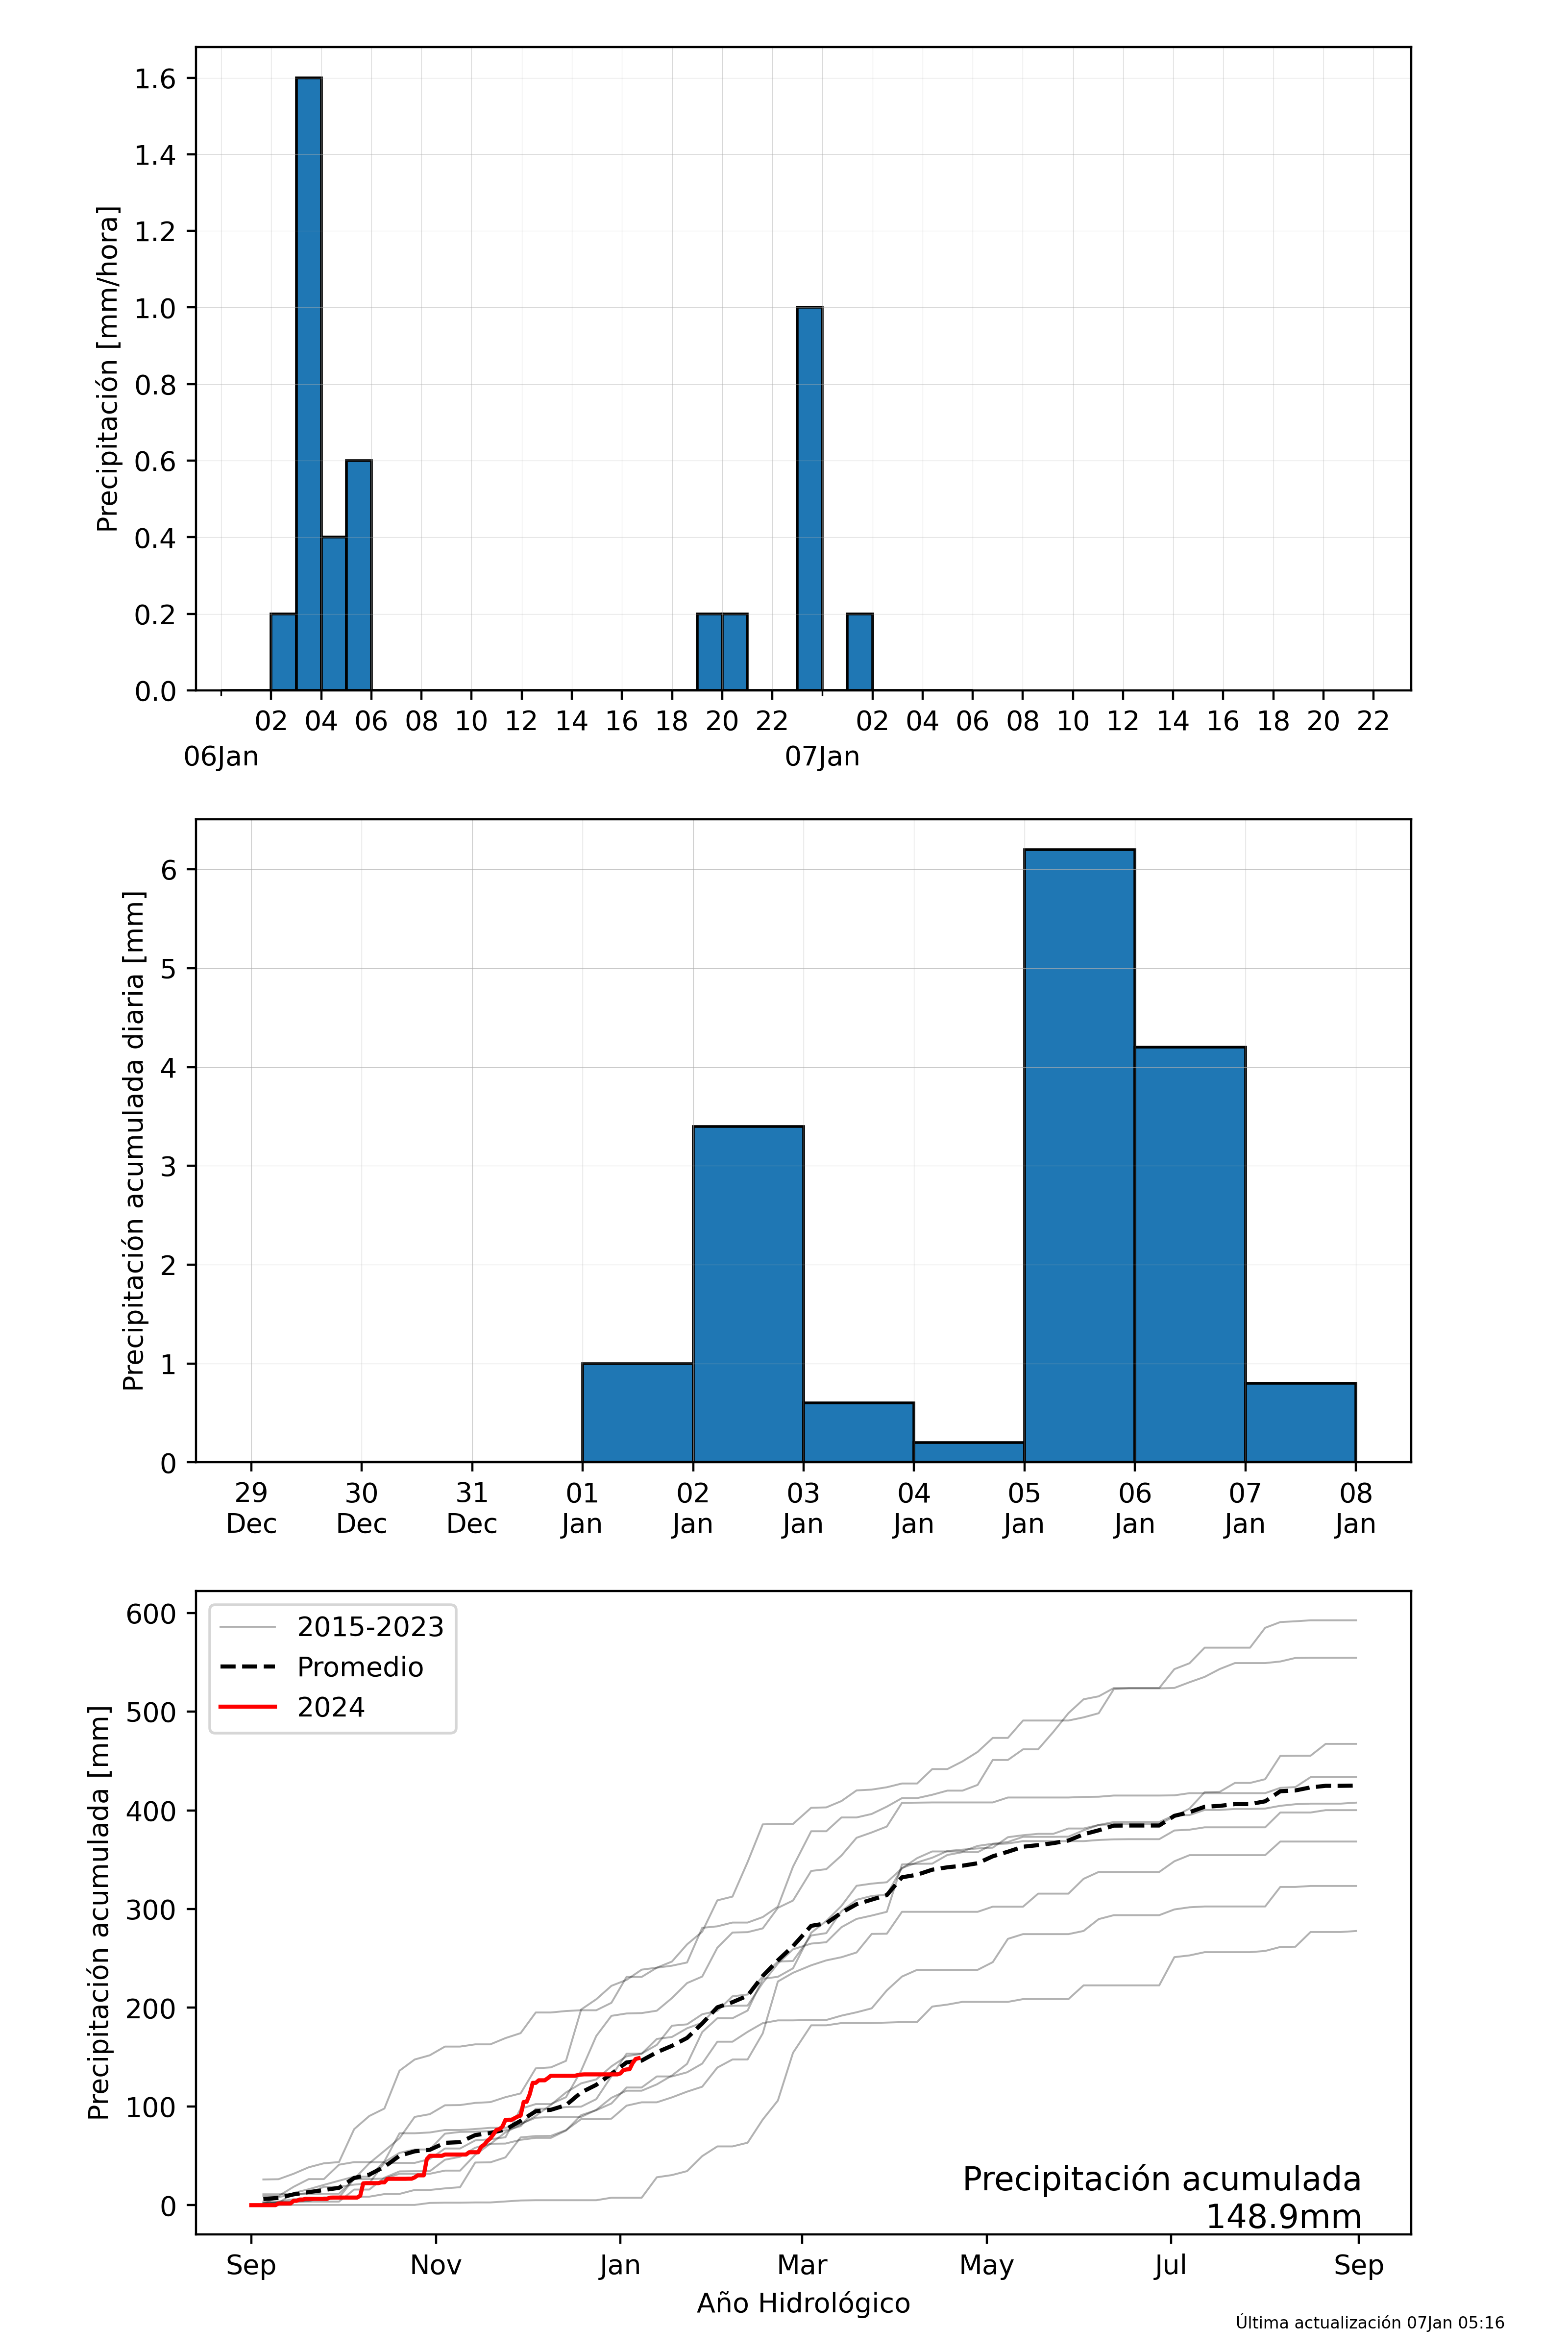 Precipitación [mm/hora]
1.6
1.4
1.2
1.0
0.8
0.6
0.4
0.2
0.0
02 04 06 08 10 12 14 16 18 20 22 02 04 06 08 10 12 14 16 18 20 22
06Jan 07Jan
Precipitación acumulada diaria [mm]
6
5
4
3
2
1
0
29 30 31 01 02 03 04 05 06 07 08
Dec Dec Dec Jan Jan Jan Jan Jan Jan Jan Jan
Precipitación acumulada [mm]
600
500
400
300
200
100
0
2015-2023
Promedio
2024
Precipitación acumulada
148.9mm
Sep Nov Jan Mar May Jul Sep
Año Hidrológico
Última actualización 07Jan 05:16